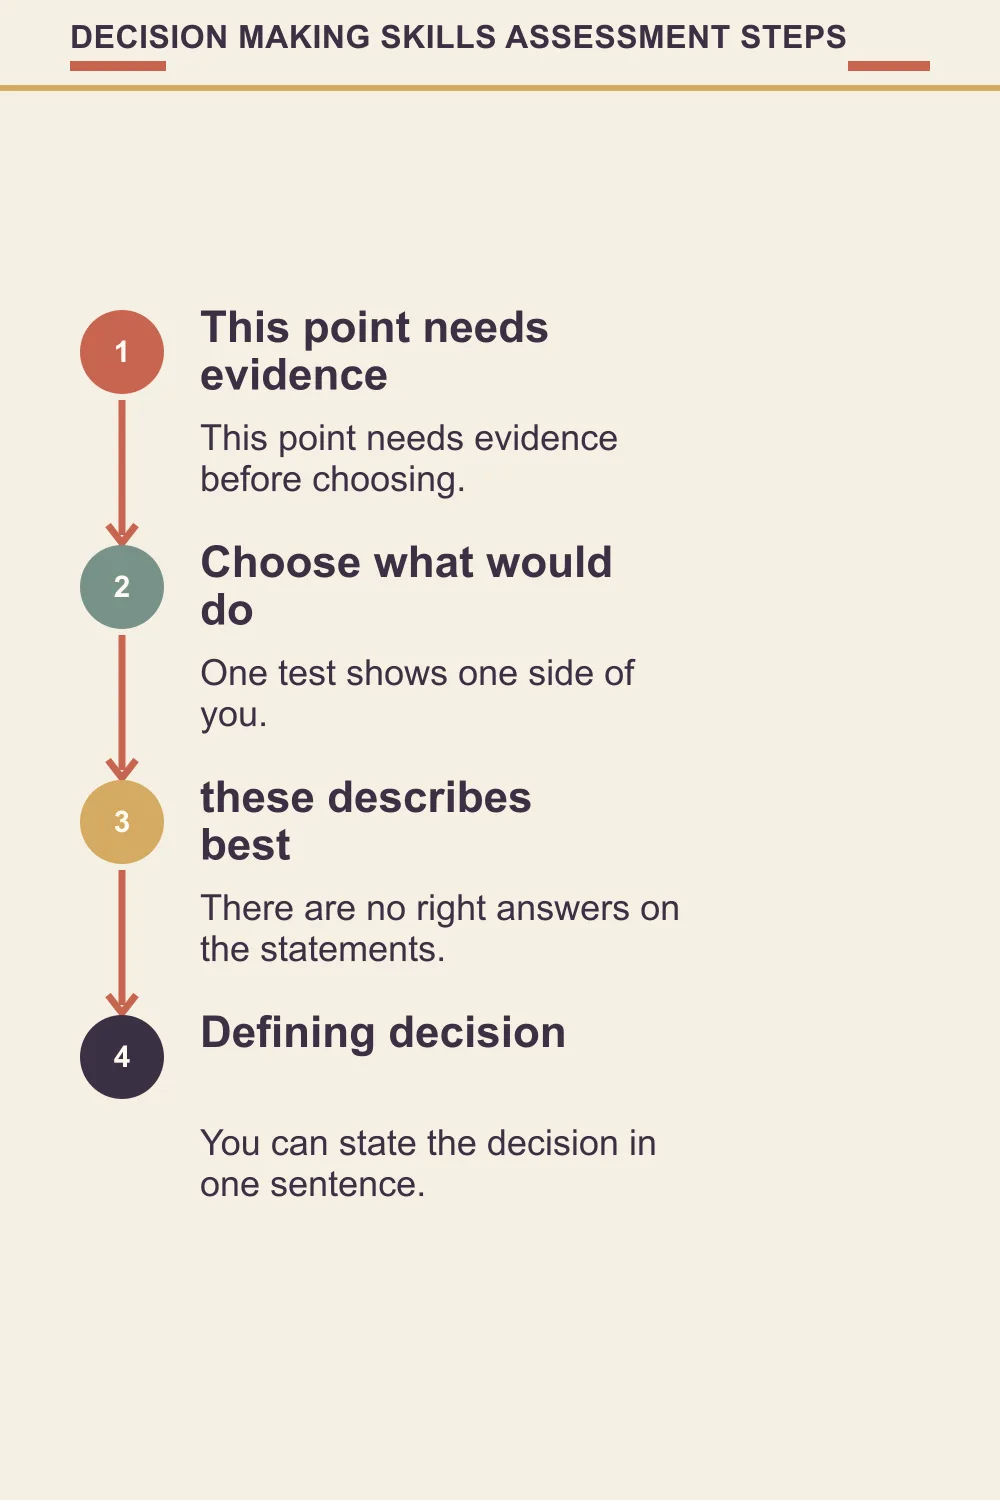 DECISION MAKING SKILLS ASSESSMENT STEPS
1
This point needs
evidence
This point needs evidence
before choosing.
2
Choose what would
do
One test shows one side of
you.
3
these describes
best
There are no right answers on
the statements.
4
Defining decision
You can state the decision in
one sentence.